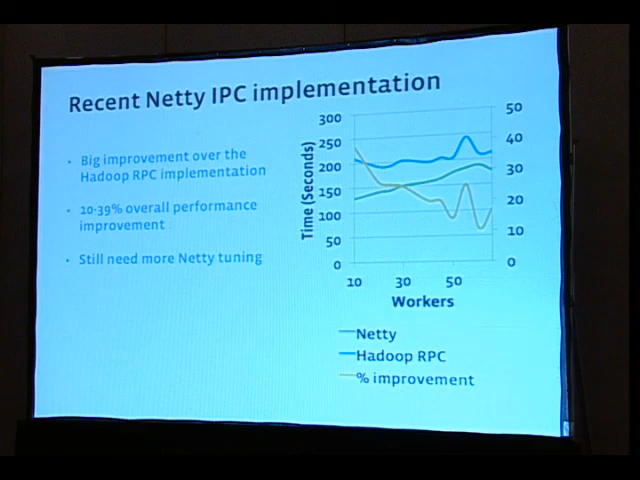 Recent Netty IPC implementation
• Big improvement over the
Hadoop RPC implementation
• 10-39% overall performance
improvement
• Still need more Netty tuning
Time (Seconds)
300
250
200
150
100
50
0
50
40
30
20
10
0
10 30 50
Workers
Netty
Hadoop RPC
% improvement